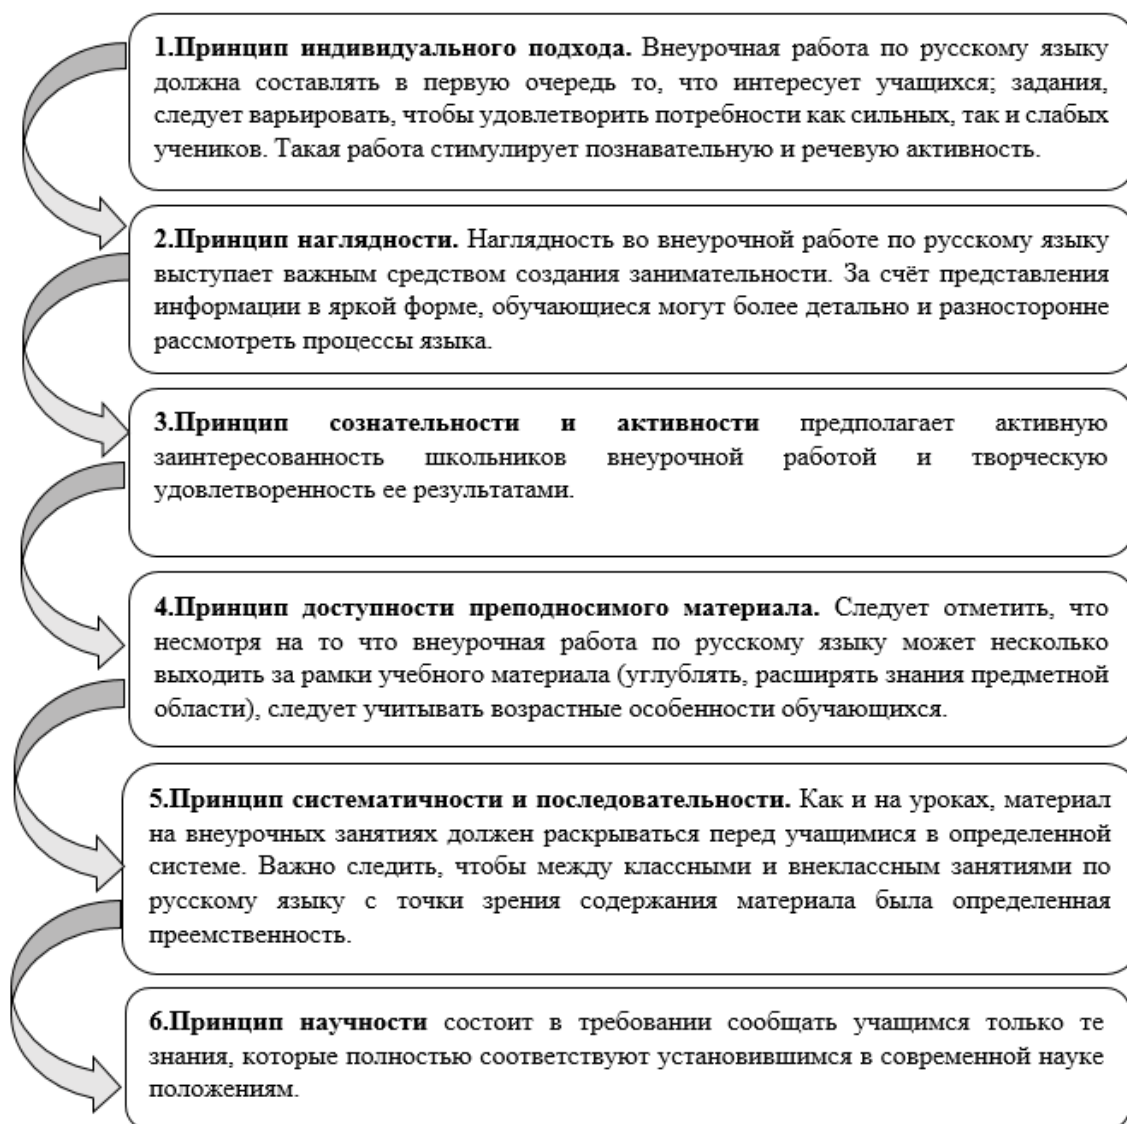 1.Принцип индивидуального подхода. Внеурочная работа по русскому языку
должна составлять в первую очередь то, что интересует учащихся; задания,
следует варьировать, чтобы удовлетворить потребности как сильных, так и слабых
учеников. Такая работа стимулирует познавательную и речевую активность.
2.Принцип наглядности. Наглядность во внеурочной работе по русскому языку
выступает важным средством создания занимательности. За счёт представления
информации в яркой форме, обучающиеся могут более детально и разносторонне
рассмотреть процессы языка.
3.Принцип сознательности и активности предполагает активную
заинтересованность школьников внеурочной работой и творческую
удовлетворенность ее результатами.
4.Принцип доступности преподносимого материала. Следует отметить, что
несмотря на то что внеурочная работа по русскому языку может несколько
выходить за рамки учебного материала (углублять, расширять знания предметной
области), следует учитывать возрастные особенности обучающихся.
5.Принцип систематичности и последовательности. Как и на уроках, материал
на внеурочных занятиях должен раскрываться перед учащимися в определенной
системе. Важно следить, чтобы между классными и внеклассным занятиями по
русскому языку с точки зрения содержания материала была определенная
преемственность.
6.Принцип научности состоит в требовании сообщать учащимся только те
знания, которые полностью соответствуют установившимся в современной науке
положениям.